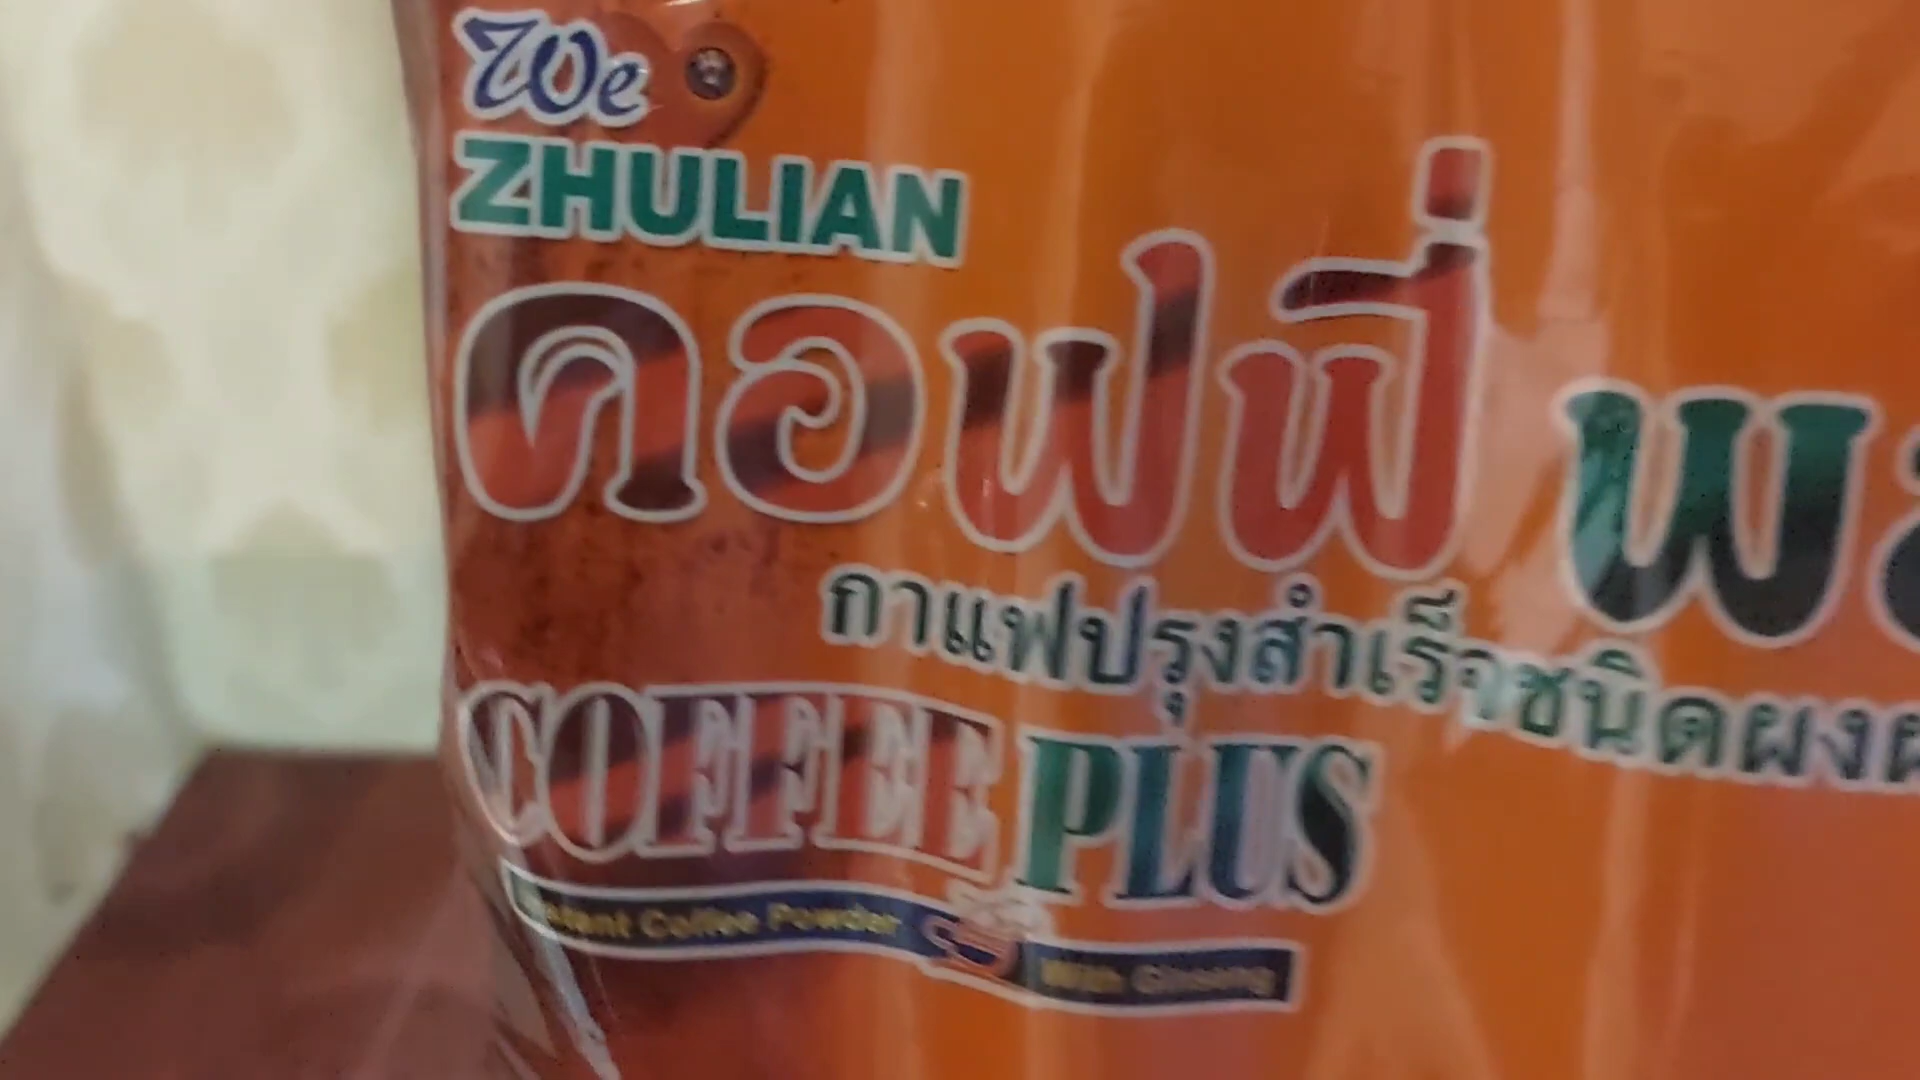 We
ZHULIAN
คอฟฟี่ พ
กาแฟปรุงสำเร็จชนิดผง
COFFEE PLUS
Instant Coffee Powder With Ginseng